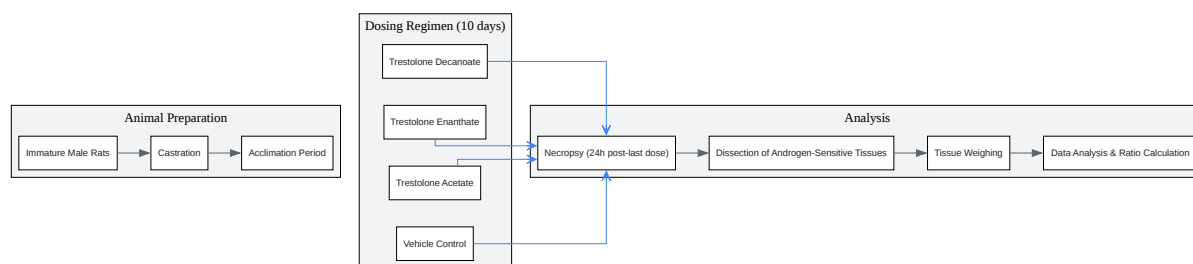 Animal Preparation
Immature Male Rats
Castration
Acclimation Period
Dosing Regimen (10 days)
Trestolone Decanoate
Trestolone Enanthate
Trestolone Acetate
Vehicle Control
Analysis
Necropsy (24h post-last dose)
Dissection of Androgen-Sensitive Tissues
Tissue Weighing
Data Analysis & Ratio Calculation